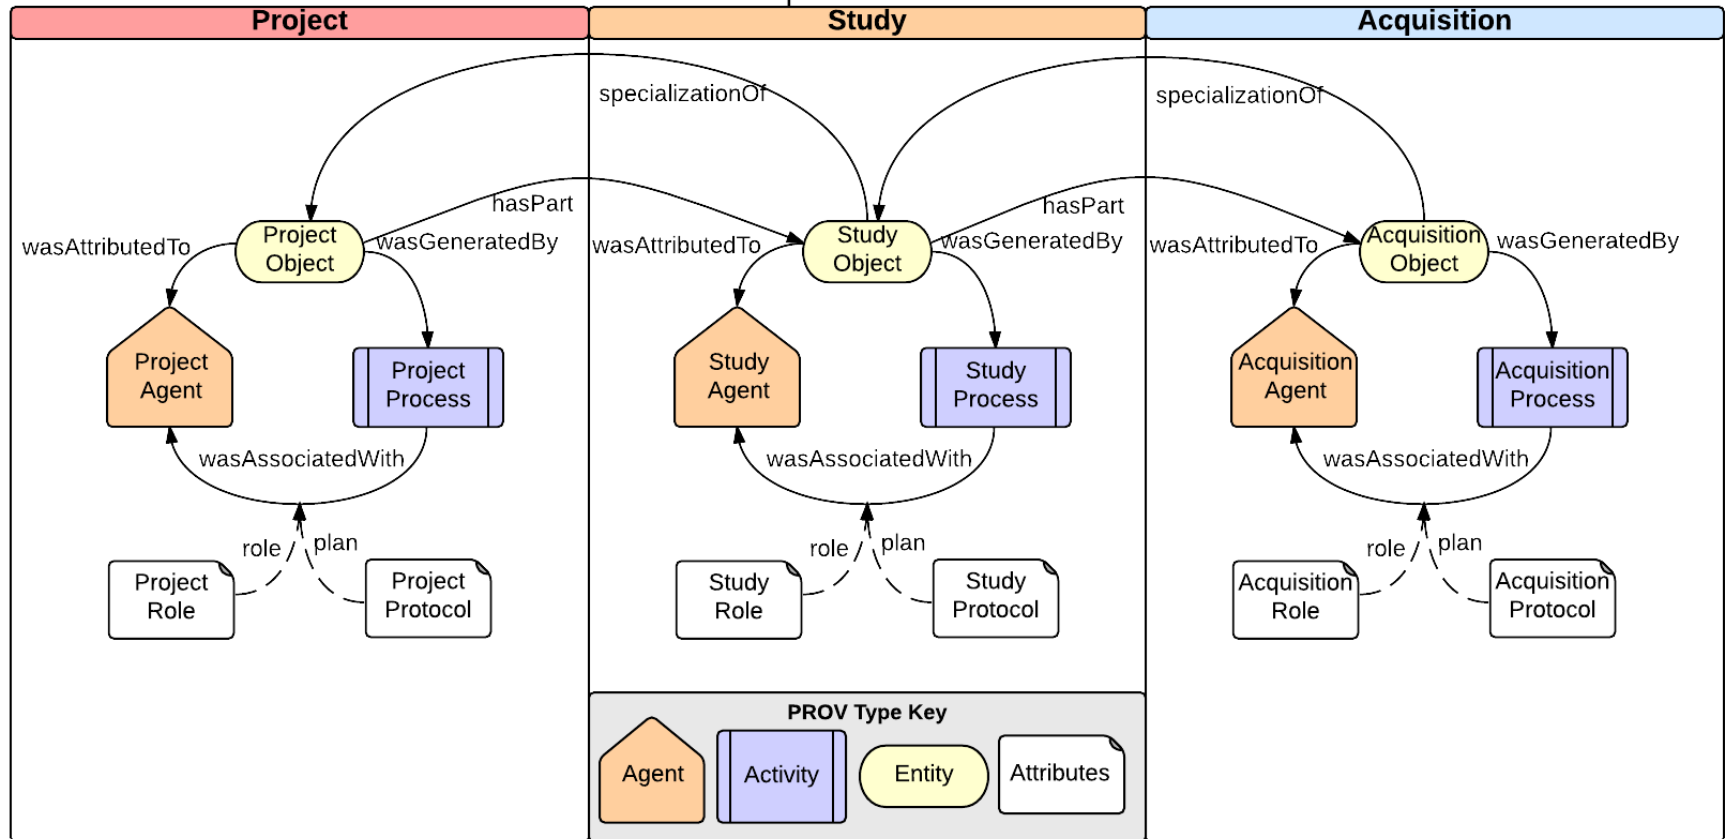 Project
Study
Acquisition
specializationOf
specializationOf
hasPart
hasPart
wasAttributedTo
Project
Object
wasGeneratedBy
wasAttributedTo
Study
Object
wasGeneratedBy
wasAttributedTo
Acquisition
Object
wasGeneratedBy
Project
Agent
Project
Process
Study
Agent
Study
Process
Acquisition
Agent
Acquisition
Process
wasAssociatedWith
wasAssociatedWith
wasAssociatedWith
role
plan
role
plan
role
plan
Project
Role
Project
Protocol
Study
Role
Study
Protocol
Acquisition
Role
Acquisition
Protocol
PROV Type Key
Agent
Activity
Entity
Attributes